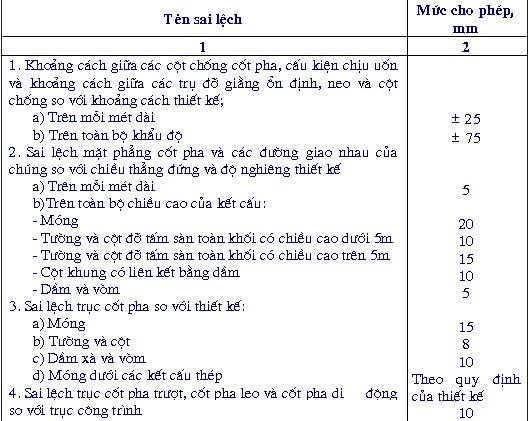 Tên sai lệch
Mức cho phép,
mm
1
2
1. Khoảng cách giữa các cột chống cốt pha, cấu kiện chịu uốn
và khoảng cách giữa các trụ đỡ giằng ổn định, neo và cột
chống so với khoảng cách thiết kế;
a) Trên mỗi mét dài
± 25
b) Trên toàn bộ khẩu độ
± 75
2. Sai lệch mặt phẳng cốt pha và các đường giao nhau của
chúng so với chiều thẳng đứng và độ nghiêng thiết kế
a) Trên mỗi mét dài
5
b)Trên toàn bộ chiều cao của kết cấu:
- Móng
20
- Tường và cột đỡ tấm sàn toàn khối có chiều cao dưới 5m
10
- Tường và cột đỡ tấm sàn toàn khối có chiều cao trên 5m
15
- Cột khung có liên kết bằng dầm
10
- Dầm và vòm
5
3. Sai lệch trục cốt pha so với thiết kế:
a) Móng
15
b) Tường và cột
8
c) Dầm xà và vòm
10
d) Móng dưới các kết cấu thép
Theo quy định
của thiết kế
4. Sai lệch trục cốt pha trượt, cốt pha leo và cốt pha di động
so với trục công trình
10